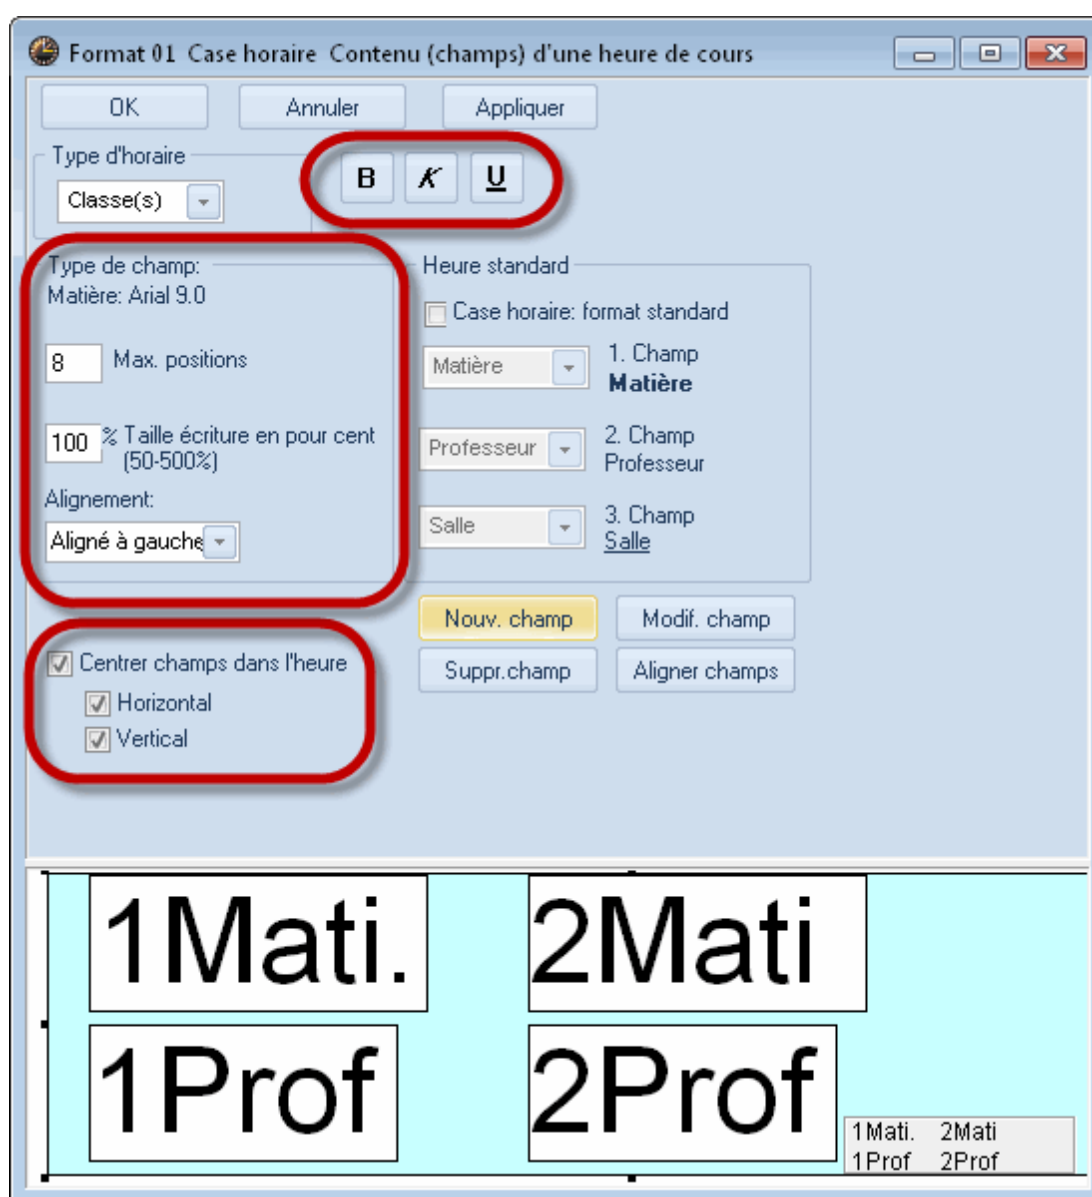 Format 01 Case horaire Contenu (champs) d'une heure de cours
OK Annuler Appliquer
Type d'horaire
B K U
Classe(s)
Type de champ:
Matière: Arial 9.0
8 Max. positions
100 % Taille écriture en pour cent
(50-500%)
Alignement:
Aligné à gauche
Heure standard
Case horaire: format standard
Matière 1. Champ
Matière
Professeur 2. Champ
Professeur
Salle 3. Champ
Salle
Nouv. champ Modif. champ
Suppr.champ Aligner champs
Centrer champs dans l'heure
Horizontal
Vertical
1Mati. 2Mati
1Prof 2Prof
1Mati. 2Mati
1Prof 2Prof